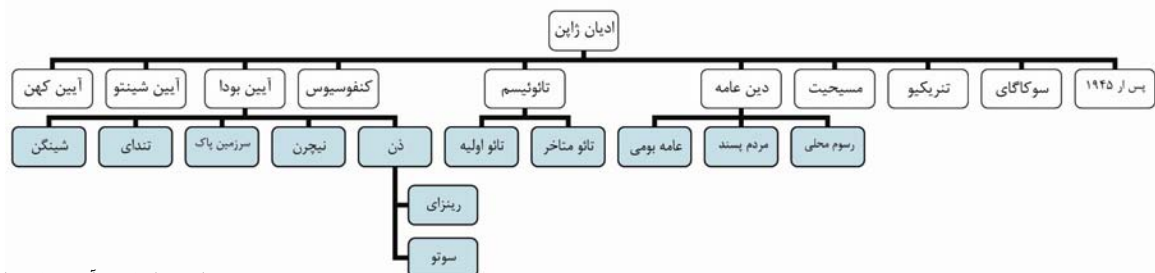 ادیان ژاپن
پس ار ۱۹۴۵
سوکاگای
تنریکیو
مسیحیت
دین عامه
تائوئیسم
کنفوسیوس
آیین بودا
آیین شینتو
آیین کهن
رسوم محلی
مردم پسند
عامه بومی
تائو متاخر
تائو اولیه
ذن
نیچرن
سرزمین پاک
تندای
شینگن
رینزای
سوتو